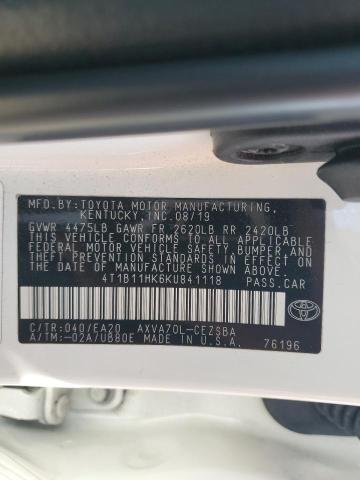 MFD.BY:TOYOTA MOTOR MANUFACTURING,
KENTUCKY,INC.08/19
GVWR 4475LB GAWR FR 2620LB RR 2420LB
THIS VEHICLE CONFORMS TO ALL APPLICABLE
FEDERAL MOTOR VEHICLE SAFETY, BUMPER,AND
THEFT PREVENTION STANDARDS IN EFFECT ON
THE DATE OF MANUFACTURE SHOWN ABOVE.
4T1B11HK6KU841118 PASS.CAR
C/TR:040/EA20 AXVA70L-CEZSBA
A/TM:-02A/UB80E MADE IN U.S.A.
76196
TOYOTA